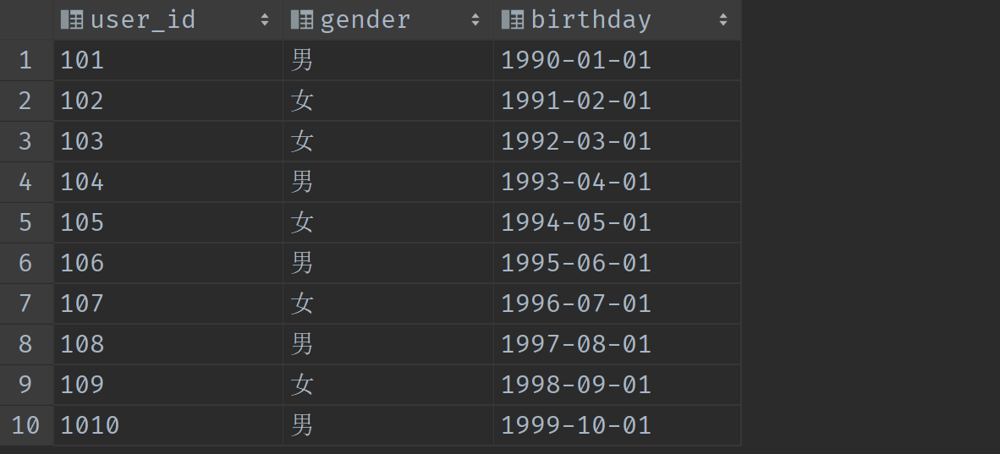 user_id gender birthday
1 101 男 1990-01-01
2 102 女 1991-02-01
3 103 女 1992-03-01
4 104 男 1993-04-01
5 105 女 1994-05-01
6 106 男 1995-06-01
7 107 女 1996-07-01
8 108 男 1997-08-01
9 109 女 1998-09-01
10 1010 男 1999-10-01